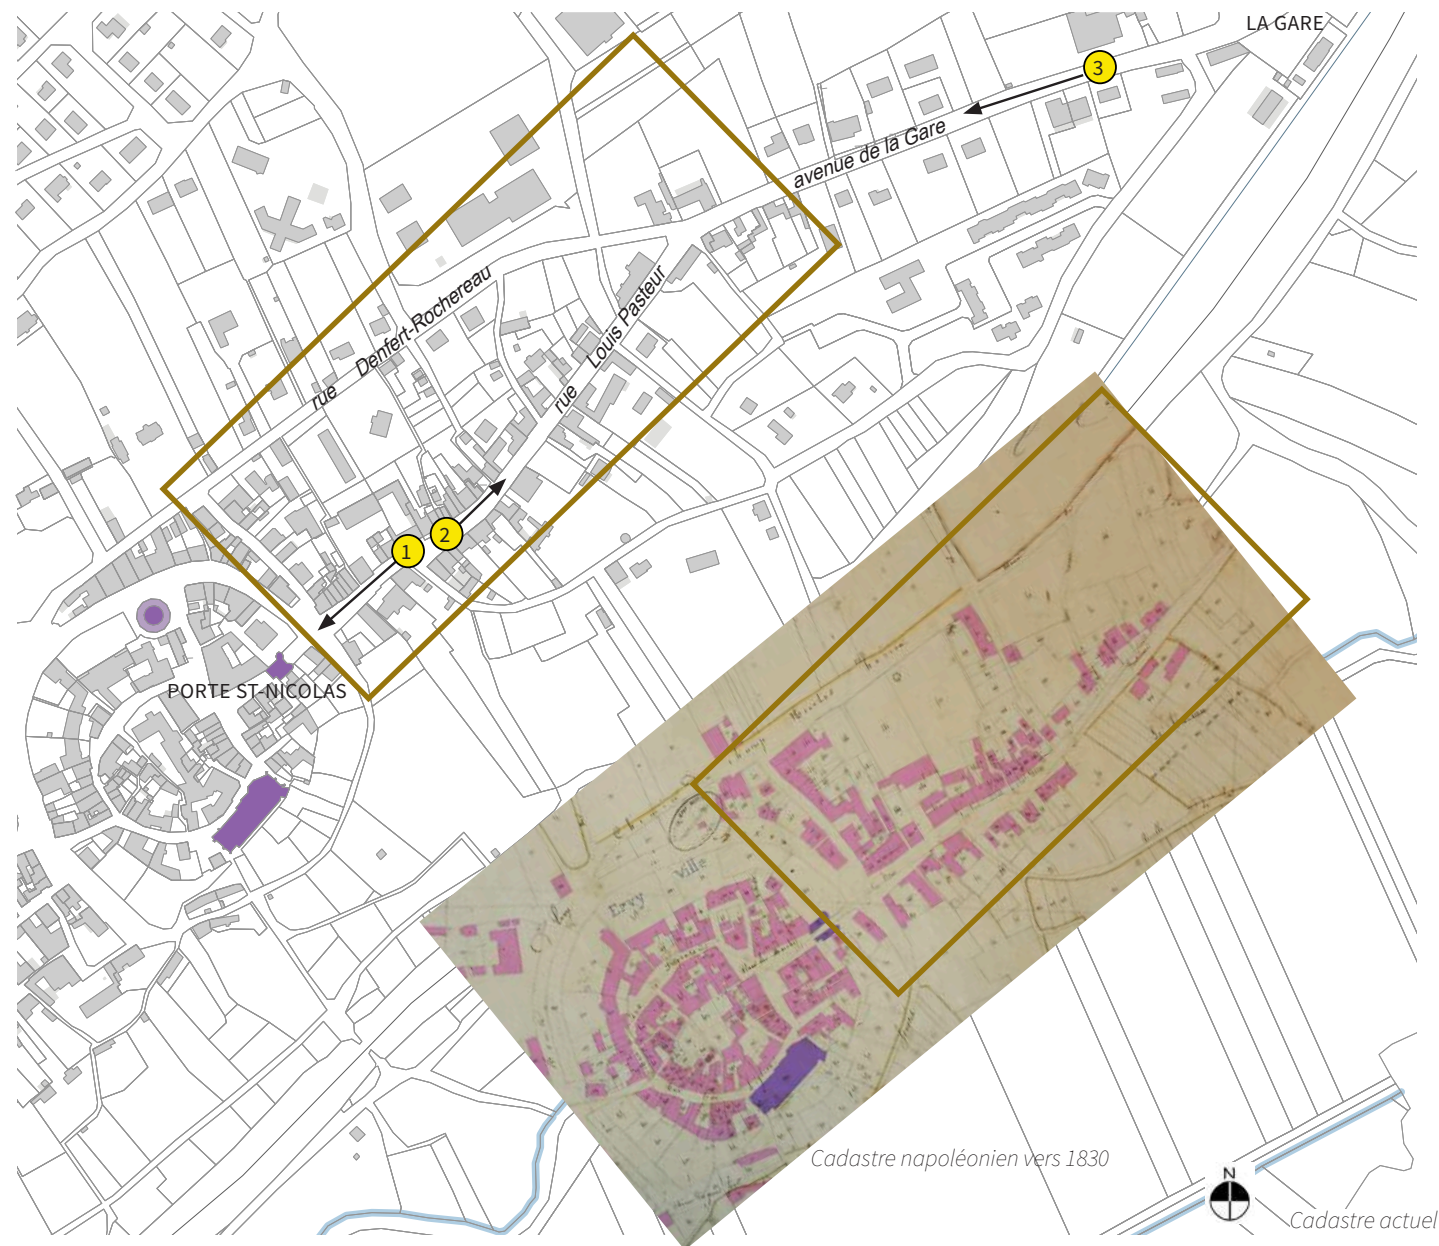 LA GARE
3
avenue de la Gare
rue Denfert-Rochereau
rue Louis Pasteur
2
1
PORTE ST-NICOLAS
Ervy Ville
Cadastre napoléonien vers 1830
N
Cadastre actuel